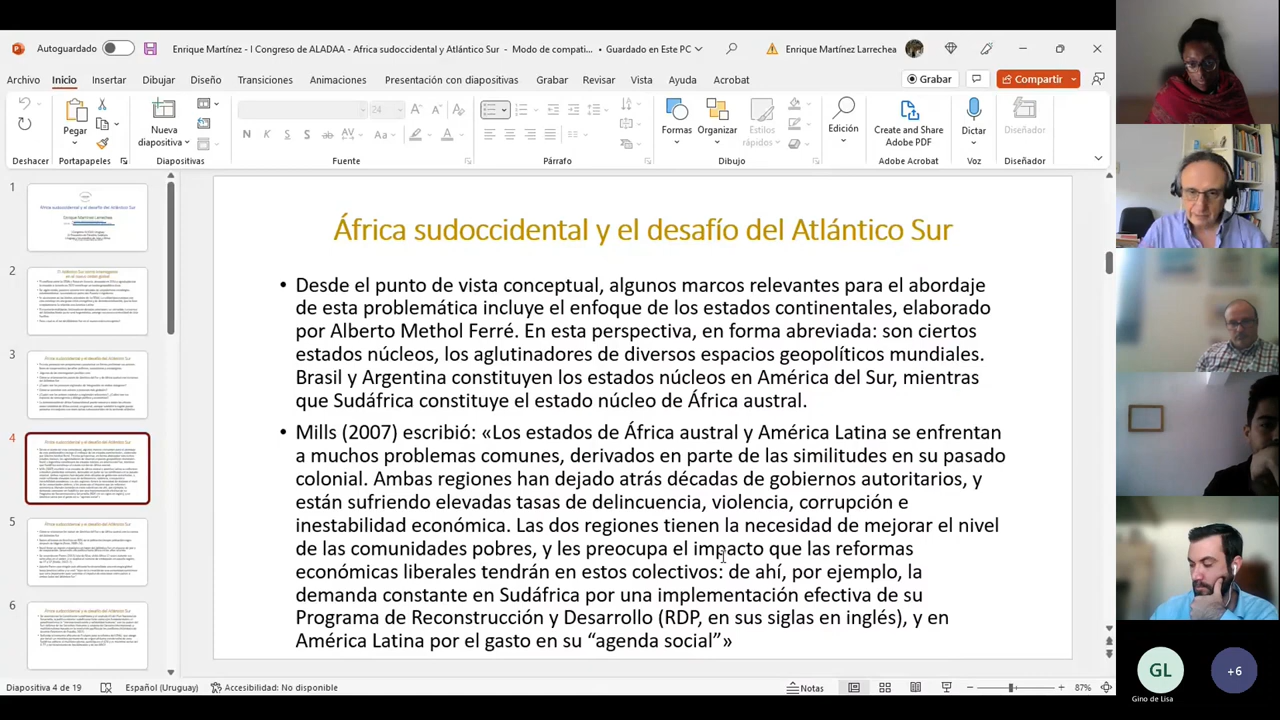 Autoguardado
Enrique Martínez - I Congreso de ALADAA - Africa sudoccidental y Atlántico Sur - Modo de compati... • Guardado en Este PC
Enrique Martínez Larrechea
Archivo Inicio Insertar Dibujar Diseño Transiciones Animaciones Presentación con diapositivas Grabar Revisar Vista Ayuda Acrobat
Grabar
Compartir
Pegar
Nueva diapositiva
24
N K S S ab AV Aa A A
Formas Organizar Estilos rápidos
Edición
Create and Share Adobe PDF
Dictar
Diseñador
Deshacer Portapapeles Diapositivas Fuente Párrafo Dibujo Adobe Acrobat Voz Diseñador
1
2
3
4
5
6
África sudoccidental y el desafío del Atlántico Sur
• Desde el punto de vista conceptual, algunos marcos relevantes para el abordaje
de esta problemática incluye el enfoque de los estados continentales, elaborado
por Alberto Methol Ferré. En esta perspectiva, en forma abreviada: son ciertos
estados núcleos, los dinamizadores de diversos espacios geopolíticos mundiales.
Brasil y Argentina constituyen los estados núcleos de América del Sur, mientras
que Sudáfrica constituye el estado núcleo de África austral.
• Mills (2007) escribió: «Los estados de África austral y América Latina se enfrentan
a muchos problemas comunes, derivados en parte de las similitudes en su pasado
colonial. Ambas regiones han dejado atrás décadas de gobiernos autoritarios, y
están sufriendo elevadas tasas de delincuencia, violencia, corrupción e
inestabilidad económica. Las dos regiones tienen la necesidad de mejorar el nivel
de las comunidades pobres, y les preocupa el impacto que las reformas
económicas liberales tendrán en estos colectivos: de ahí, por ejemplo, la
demanda constante en Sudáfrica por una implementación efectiva de su
Programa de Reconstrucción y Desarrollo (RDP, en sus siglas en inglés), y en
América Latina por el gasto en su “agenda social”»
Diapositiva 4 de 19
Español (Uruguay)
Accesibilidad: No disponible
Notas
87%
GL
Gino de Lisa
+6